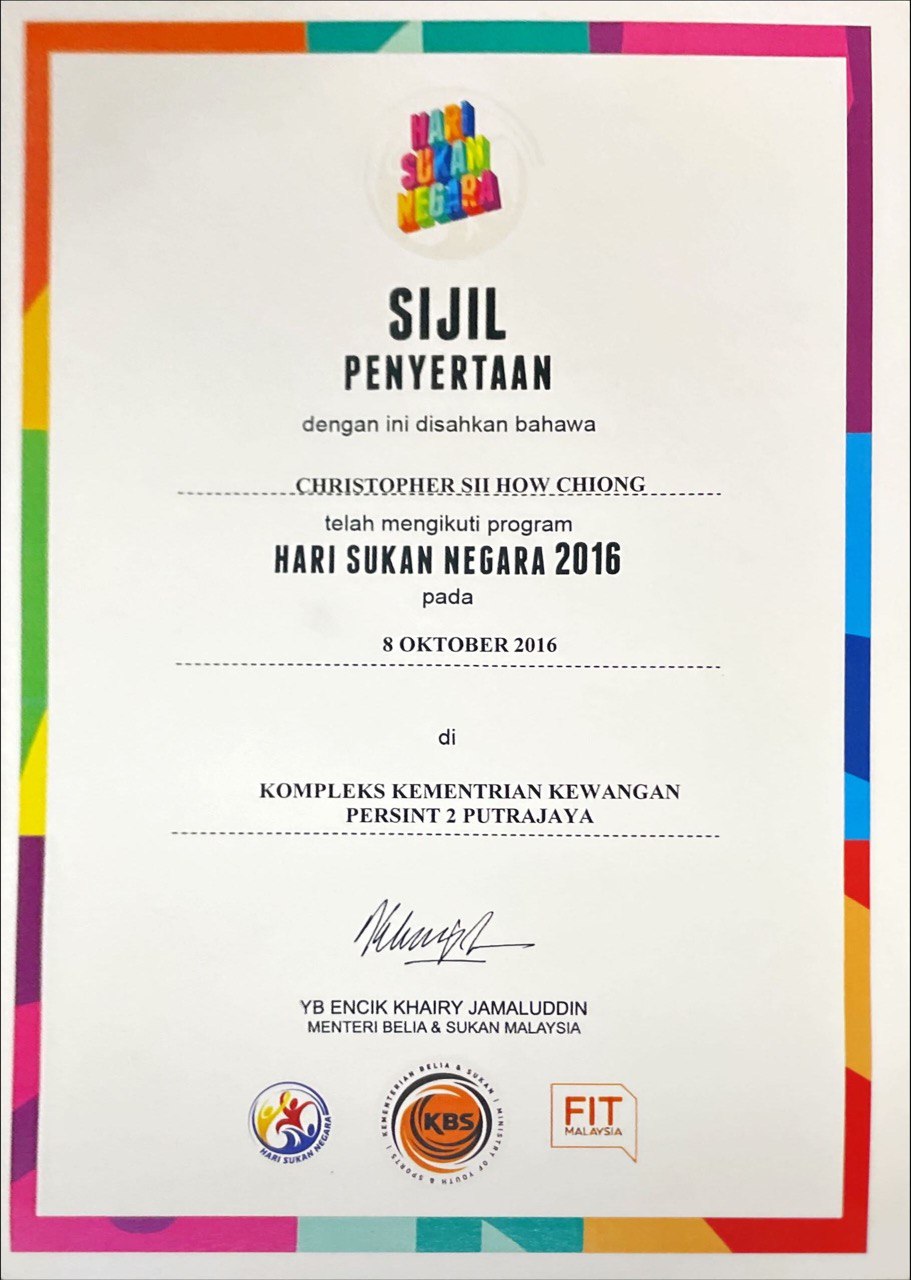 HARI
SUKAN
NEGARA
SIJIL
PENYERTAAN
dengan ini disahkan bahawa
CHRISTOPHER SII HOW CHIONG
telah mengikuti program
HARI SUKAN NEGARA 2016
pada
8 OKTOBER 2016
di
KOMPLEKS KEMENTRIAN KEWANGAN
PERSINT 2 PUTRAJAYA
YB ENCIK KHAIRY JAMALUDDIN
MENTERI BELIA & SUKAN MALAYSIA
HARI SUKAN NEGARA
KEMENTERIAN BELIA & SUKAN | MINISTRY OF YOUTH & SPORTS |
KBS
FIT
MALAYSIA